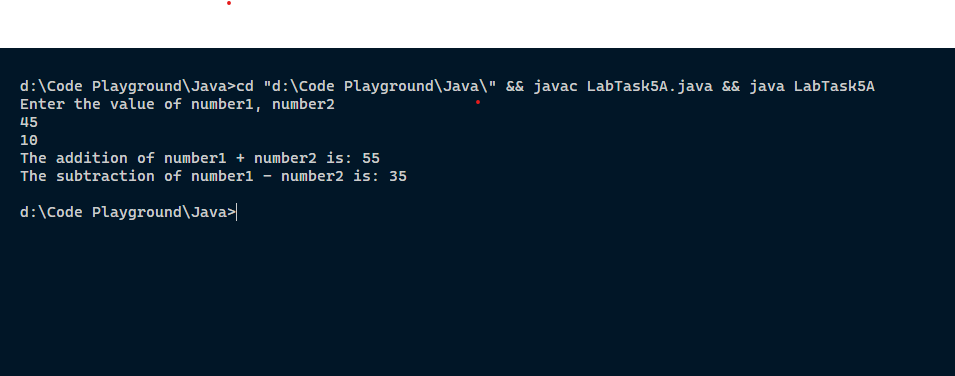 d:\Code Playground\Java>cd "d:\Code Playground\Java\" && javac LabTask5A.java && java LabTask5A
Enter the value of number1, number2
45
10
The addition of number1 + number2 is: 55
The subtraction of number1 - number2 is: 35
d:\Code Playground\Java>